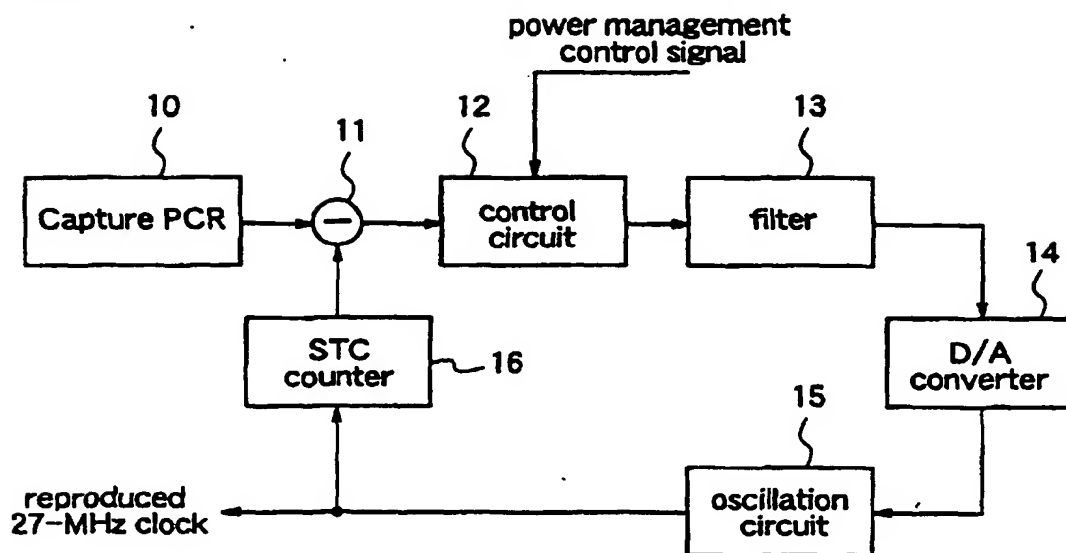 power management
control signal
10
11
12
13
Capture PCR
−
control
circuit
filter
14
STC
counter
16
D/A
converter
15
reproduced
27-MHz clock
oscillation
circuit